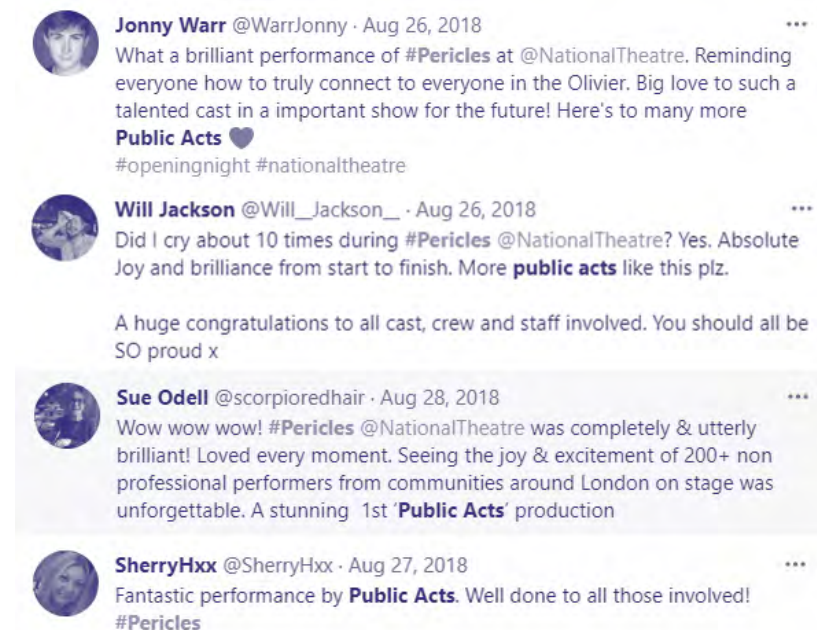 Jonny Warr @WarrJonny · Aug 26, 2018
What a brilliant performance of #Pericles at @NationalTheatre. Reminding
everyone how to truly connect to everyone in the Olivier. Big love to such a
talented cast in a important show for the future! Here's to many more
Public Acts 💜
#openingnight #nationaltheatre
Will Jackson @Will__Jackson__ · Aug 26, 2018
Did I cry about 10 times during #Pericles @NationalTheatre? Yes. Absolute
Joy and brilliance from start to finish. More public acts like this plz.
A huge congratulations to all cast, crew and staff involved. You should all be
SO proud x
Sue Odell @scorpioredhair · Aug 28, 2018
Wow wow wow! #Pericles @NationalTheatre was completely & utterly
brilliant! Loved every moment. Seeing the joy & excitement of 200+ non
professional performers from communities around London on stage was
unforgettable. A stunning 1st 'Public Acts' production
SherryHxx @SherryHxx · Aug 27, 2018
Fantastic performance by Public Acts. Well done to all those involved!
#Pericles